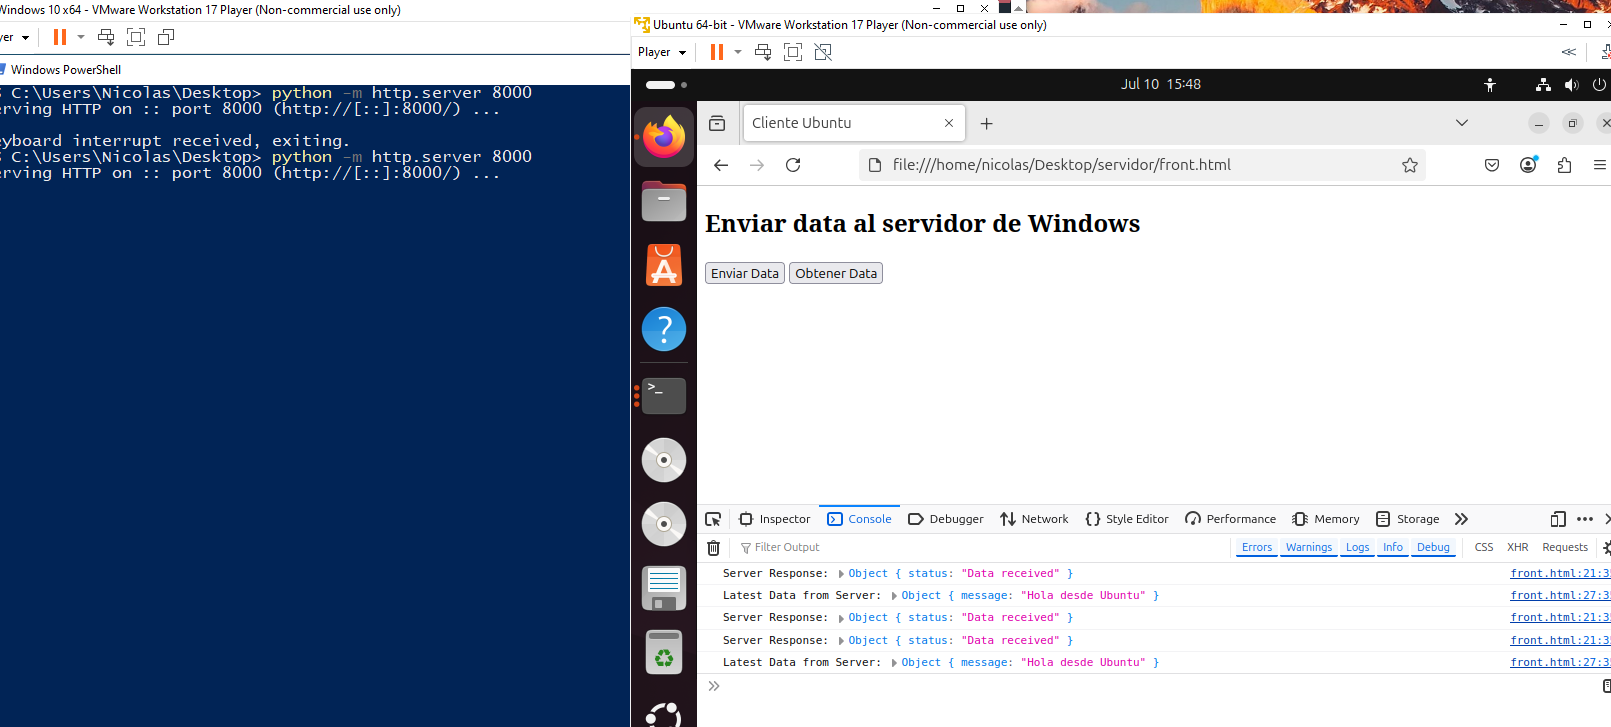 Windows 10 x64 - VMware Workstation 17 Player (Non-commercial use only)
yer
Windows PowerShell
S C:\Users\Nicolas\Desktop> python -m http.server 8000
erving HTTP on :: port 8000 (http://[::]:8000/) ...
eyboard interrupt received, exiting.
S C:\Users\Nicolas\Desktop> python -m http.server 8000
erving HTTP on :: port 8000 (http://[::]:8000/) ...
Ubuntu 64-bit - VMware Workstation 17 Player (Non-commercial use only)
Player
Jul 10 15:48
Cliente Ubuntu
file:///home/nicolas/Desktop/servidor/front.html
Enviar data al servidor de Windows
Enviar Data Obtener Data
Inspector Console Debugger Network Style Editor Performance Memory Storage
Filter Output Errors Warnings Logs Info Debug CSS XHR Requests
Server Response: Object { status: "Data received" } front.html:21:3
Latest Data from Server: Object { message: "Hola desde Ubuntu" } front.html:27:3
Server Response: Object { status: "Data received" } front.html:21:3
Server Response: Object { status: "Data received" } front.html:21:3
Latest Data from Server: Object { message: "Hola desde Ubuntu" } front.html:27:3